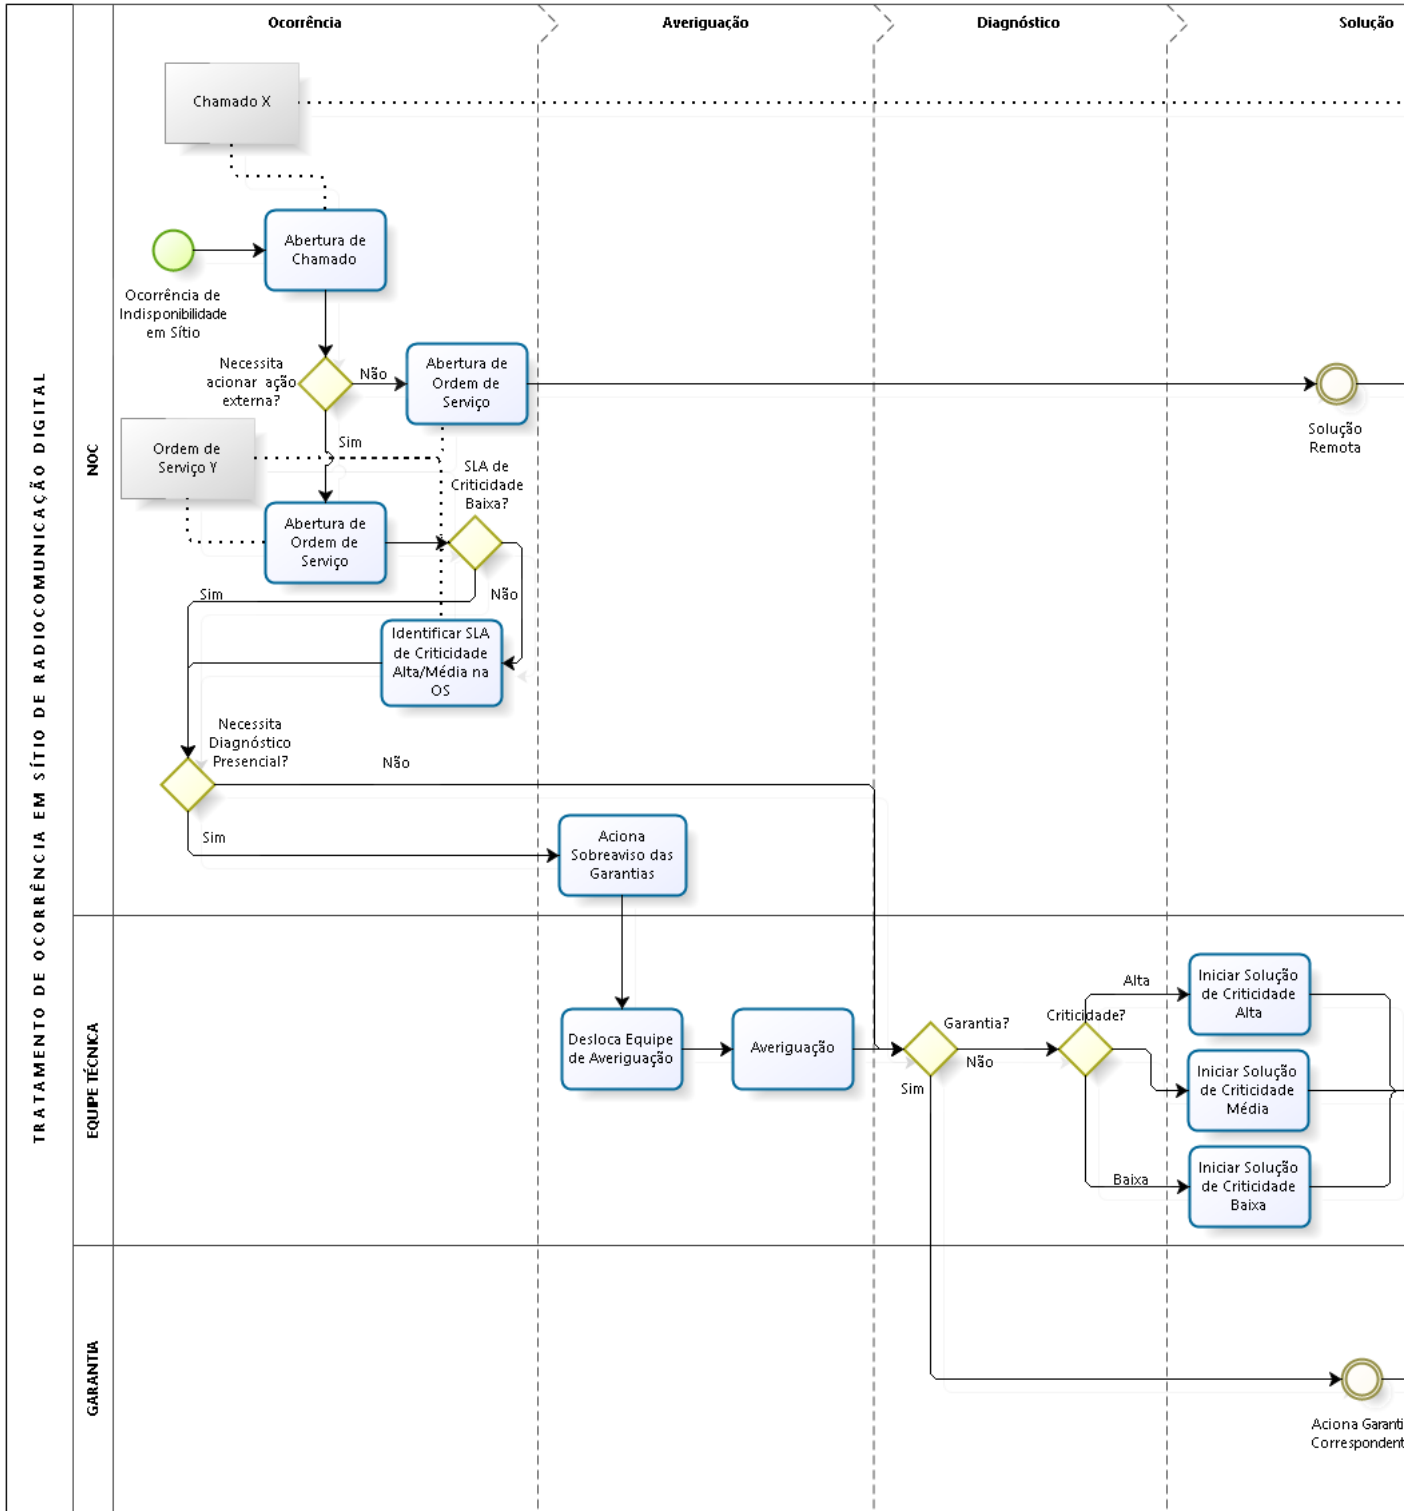 Ocorrência
Averiguação
Diagnóstico
Solução
TRATAMENTO DE OCORRÊNCIA EM SÍTIO DE RADIOCOMUNICAÇÃO DIGITAL
NOC
Chamado X
Abertura de
Chamado
Ocorrência de
Indisponibilidade
em Sítio
Necessita
acionar ação
externa?
Não
Abertura de
Ordem de
Serviço
Solução
Remota
Sim
Ordem de
Serviço Y
SLA de
Criticidade
Baixa?
Abertura de
Ordem de
Serviço
Sim
Não
Identificar SLA
de Criticidade
Alta/Média na
OS
Necessita
Diagnóstico
Presencial?
Não
Sim
Aciona
Sobreaviso das
Garantias
EQUIPE TÉCNICA
Desloca Equipe
de Averiguação
Averiguação
Garantia?
Não
Sim
Criticidade?
Alta
Baixa
Iniciar Solução
de Criticidade
Alta
Iniciar Solução
de Criticidade
Média
Iniciar Solução
de Criticidade
Baixa
GARANTIA
Aciona Garanti
Correspondent